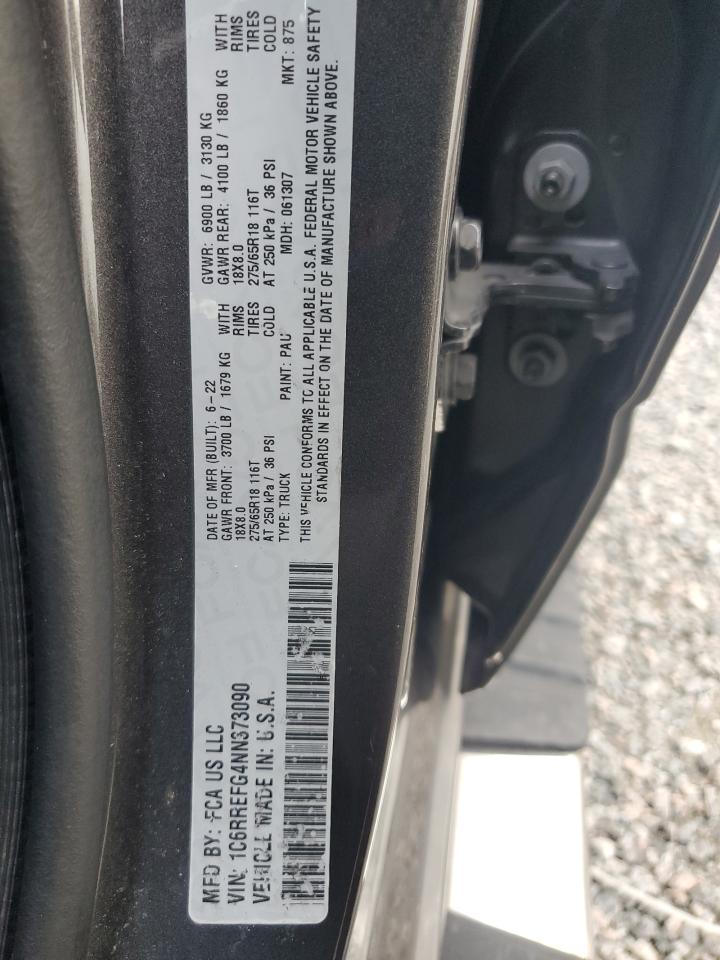 MFD BY: FCA US LLC
VIN: 1C6RREFG4NN373090
VEHICLE MADE IN: U.S.A.
DATE OF MFR (BUILT): 6-22 GVWR: 6900 LB / 3130 KG
GAWR FRONT: 3700 LB / 1679 KG WITH GAWR REAR: 4100 LB / 1860 KG WITH
18X8.0 RIMS 18X8.0 RIMS
275/65R18 116T TIRES 275/65R18 116T TIRES
AT 250 kPa / 36 PSI COLD AT 250 kPa / 36 PSI COLD
TYPE: TRUCK PAINT: PAU MDH: 061307 MKT: 875
THIS VEHICLE CONFORMS TO ALL APPLICABLE U.S.A. FEDERAL MOTOR VEHICLE SAFETY
STANDARDS IN EFFECT ON THE DATE OF MANUFACTURE SHOWN ABOVE.